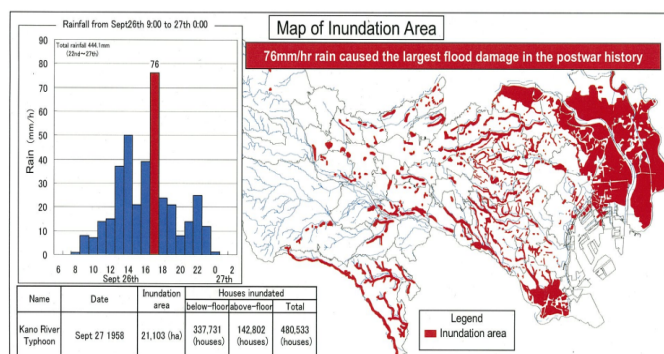 Rainfall from Sept26th 9:00 to 27th 0:00
Map of Inundation Area
76mm/hr rain caused the largest flood damage in the postwar history
Total rainfall 444.1mm
(22nd~27th)
76
90
80
70
60
50
40
30
20
10
0
Rain (mm/h)
6 8 10 12 14 16 18 20 22 0 2
Sept 26th 27th
Name Date Inundation area Houses inundated
below-floor above-floor Total
Kano River Typhoon Sept 27 1958 21,103 (ha) 337,731 (houses) 142,802 (houses) 480,533 (houses)
Legend
Inundation area